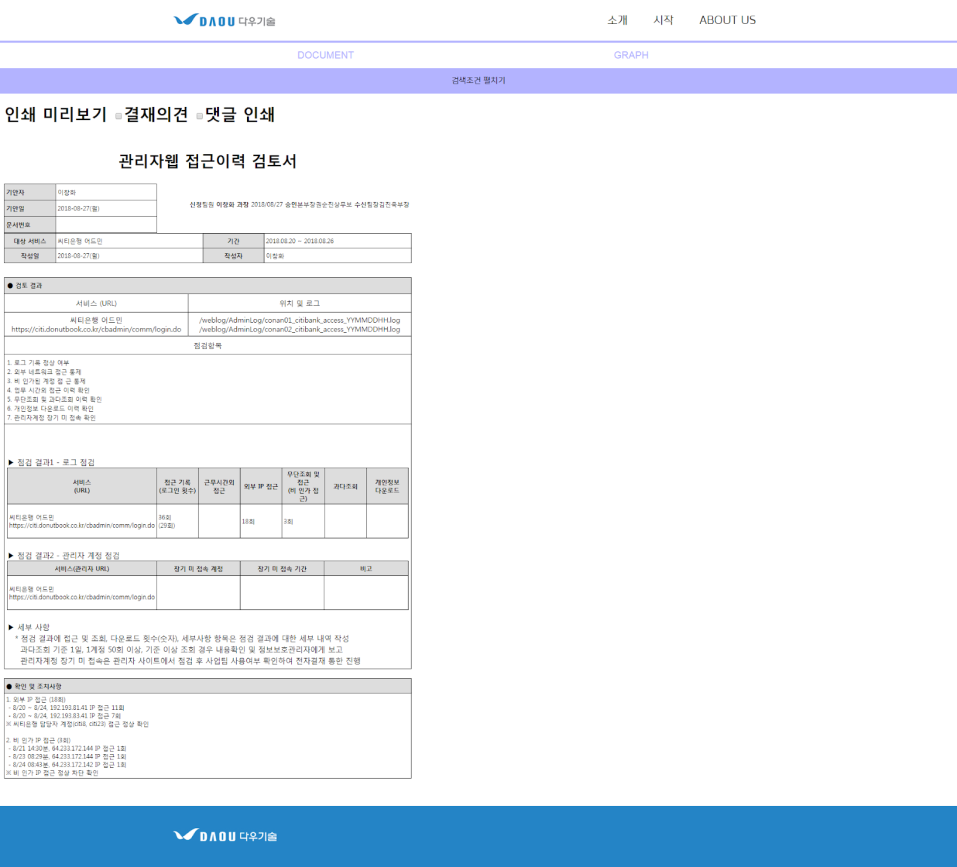 DAOU 다우기술
소개 시작 ABOUT US
DOCUMENT GRAPH
검색조건 펼치기
인쇄 미리보기 결재의견 댓글 인쇄
관리자웹 접근이력 검토서
기안자 이창화
기안일 2018-08-27(월)
문서번호
신청팀원 이창화 과장 2018/08/27 승인본부장
대상 서비스 씨티은행 어드민 기간 2018.08.20 ~ 2018.08.26
작성일 2018-08-27(월) 작성자 이창화
● 검토 결과
서비스 (URL) 위치 및 로그
씨티은행 어드민
https://citi.donutbook.co.kr/cbadmin/comm/login.do
/weblog/AdminLog/conan01_citibank_access_YYMMDDHH.log
/weblog/AdminLog/conan02_citibank_access_YYMMDDHH.log
점검항목
1. 로그 기록 정상 여부
2. 외부 네트워크 접근 통제
3. 비 인가된 계정 접 근 통제
4. 업무 시간외 접근 이력 확인
5. 무단조회 및 과다조회 이력 확인
6. 개인정보 다운로드 이력 확인
7. 관리자계정 장기 미 접속 확인
▶ 점검 결과1 - 로그 점검
서비스
(URL)
접근 기록
(로그인 횟수)
근무시간외
접근
외부 IP 접근
무단조회 및
접근
(비 인가 접
근)
과다조회
개인정보
다운로드
씨티은행 어드민
https://citi.donutbook.co.kr/cbadmin/comm/login.do
36회
(29회)
18회
3회
▶ 점검 결과2 - 관리자 계정 점검
서비스(관리자 URL) 장기 미 접속 계정 장기 미 접속 기간 비고
씨티은행 어드민
https://citi.donutbook.co.kr/cbadmin/comm/login.do
▶ 세부 사항
* 점검 결과에 접근 및 조회, 다운로드 횟수(숫자), 세부사항 항목은 점검 결과에 대한 세부 내역 작성
과다조회 기준 1일, 1계정 50회 이상, 기준 이상 조회 경우 내용확인 및 정보보호관리자에게 보고
관리자계정 장기 미 접속은 관리자 사이트에서 점검 후 사업팀 사용여부 확인하여 전자결재 통한 진행
● 확인 및 조치사항
1. 외부 IP 접근 (18회)
- 8/20 ~ 8/24, 192.193.81.41 IP 접근 11회
- 8/20 ~ 8/24, 192.193.83.41 IP 접근 7회
※ 씨티은행 담당자 계정(citi8, citi23) 접근 정상 확인
2. 비 인가 IP 접근 (3회)
- 8/21 14:30분, 64.233.172.144 IP 접근 1회
- 8/23 08:29분, 64.233.172.144 IP 접근 1회
- 8/24 08:43분, 64.233.172.142 IP 접근 1회
※ 비 인가 IP 접근 정상 차단 확인
DAOU 다우기술